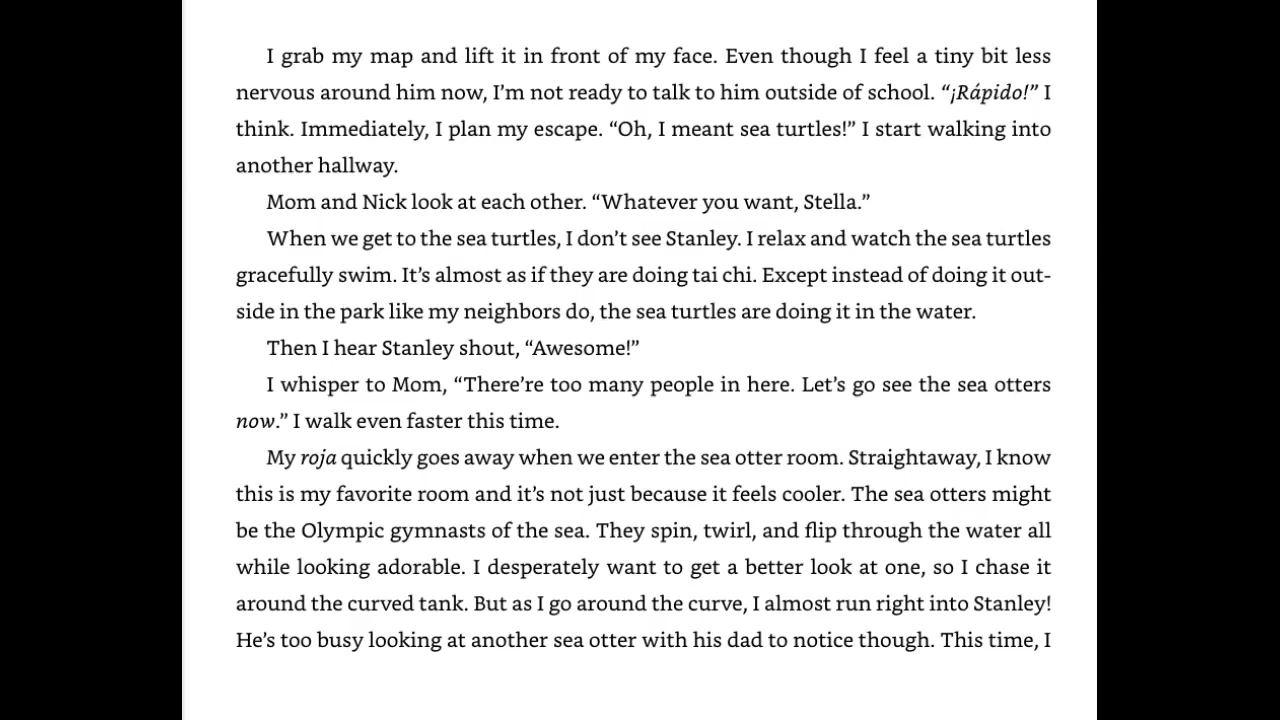 I grab my map and lift it in front of my face. Even though I feel a tiny bit less
nervous around him now, I’m not ready to talk to him outside of school. “¡Rápido!” I
think. Immediately, I plan my escape. “Oh, I meant sea turtles!” I start walking into
another hallway.
Mom and Nick look at each other. “Whatever you want, Stella.”
When we get to the sea turtles, I don’t see Stanley. I relax and watch the sea turtles
gracefully swim. It’s almost as if they are doing tai chi. Except instead of doing it out-
side in the park like my neighbors do, the sea turtles are doing it in the water.
Then I hear Stanley shout, “Awesome!”
I whisper to Mom, “There’re too many people in here. Let’s go see the sea otters
now.” I walk even faster this time.
My roja quickly goes away when we enter the sea otter room. Straightaway, I know
this is my favorite room and it’s not just because it feels cooler. The sea otters might
be the Olympic gymnasts of the sea. They spin, twirl, and flip through the water all
while looking adorable. I desperately want to get a better look at one, so I chase it
around the curved tank. But as I go around the curve, I almost run right into Stanley!
He’s too busy looking at another sea otter with his dad to notice though. This time, I